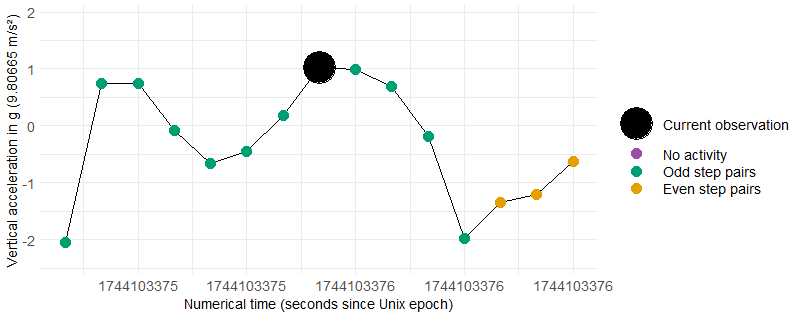 Vertical acceleration in g (9.80665 m/s²)
2
1
0
-1
-2
1744103375
1744103375
1744103376
1744103376
1744103376
Numerical time (seconds since Unix epoch)
Current observation
No activity
Odd step pairs
Even step pairs